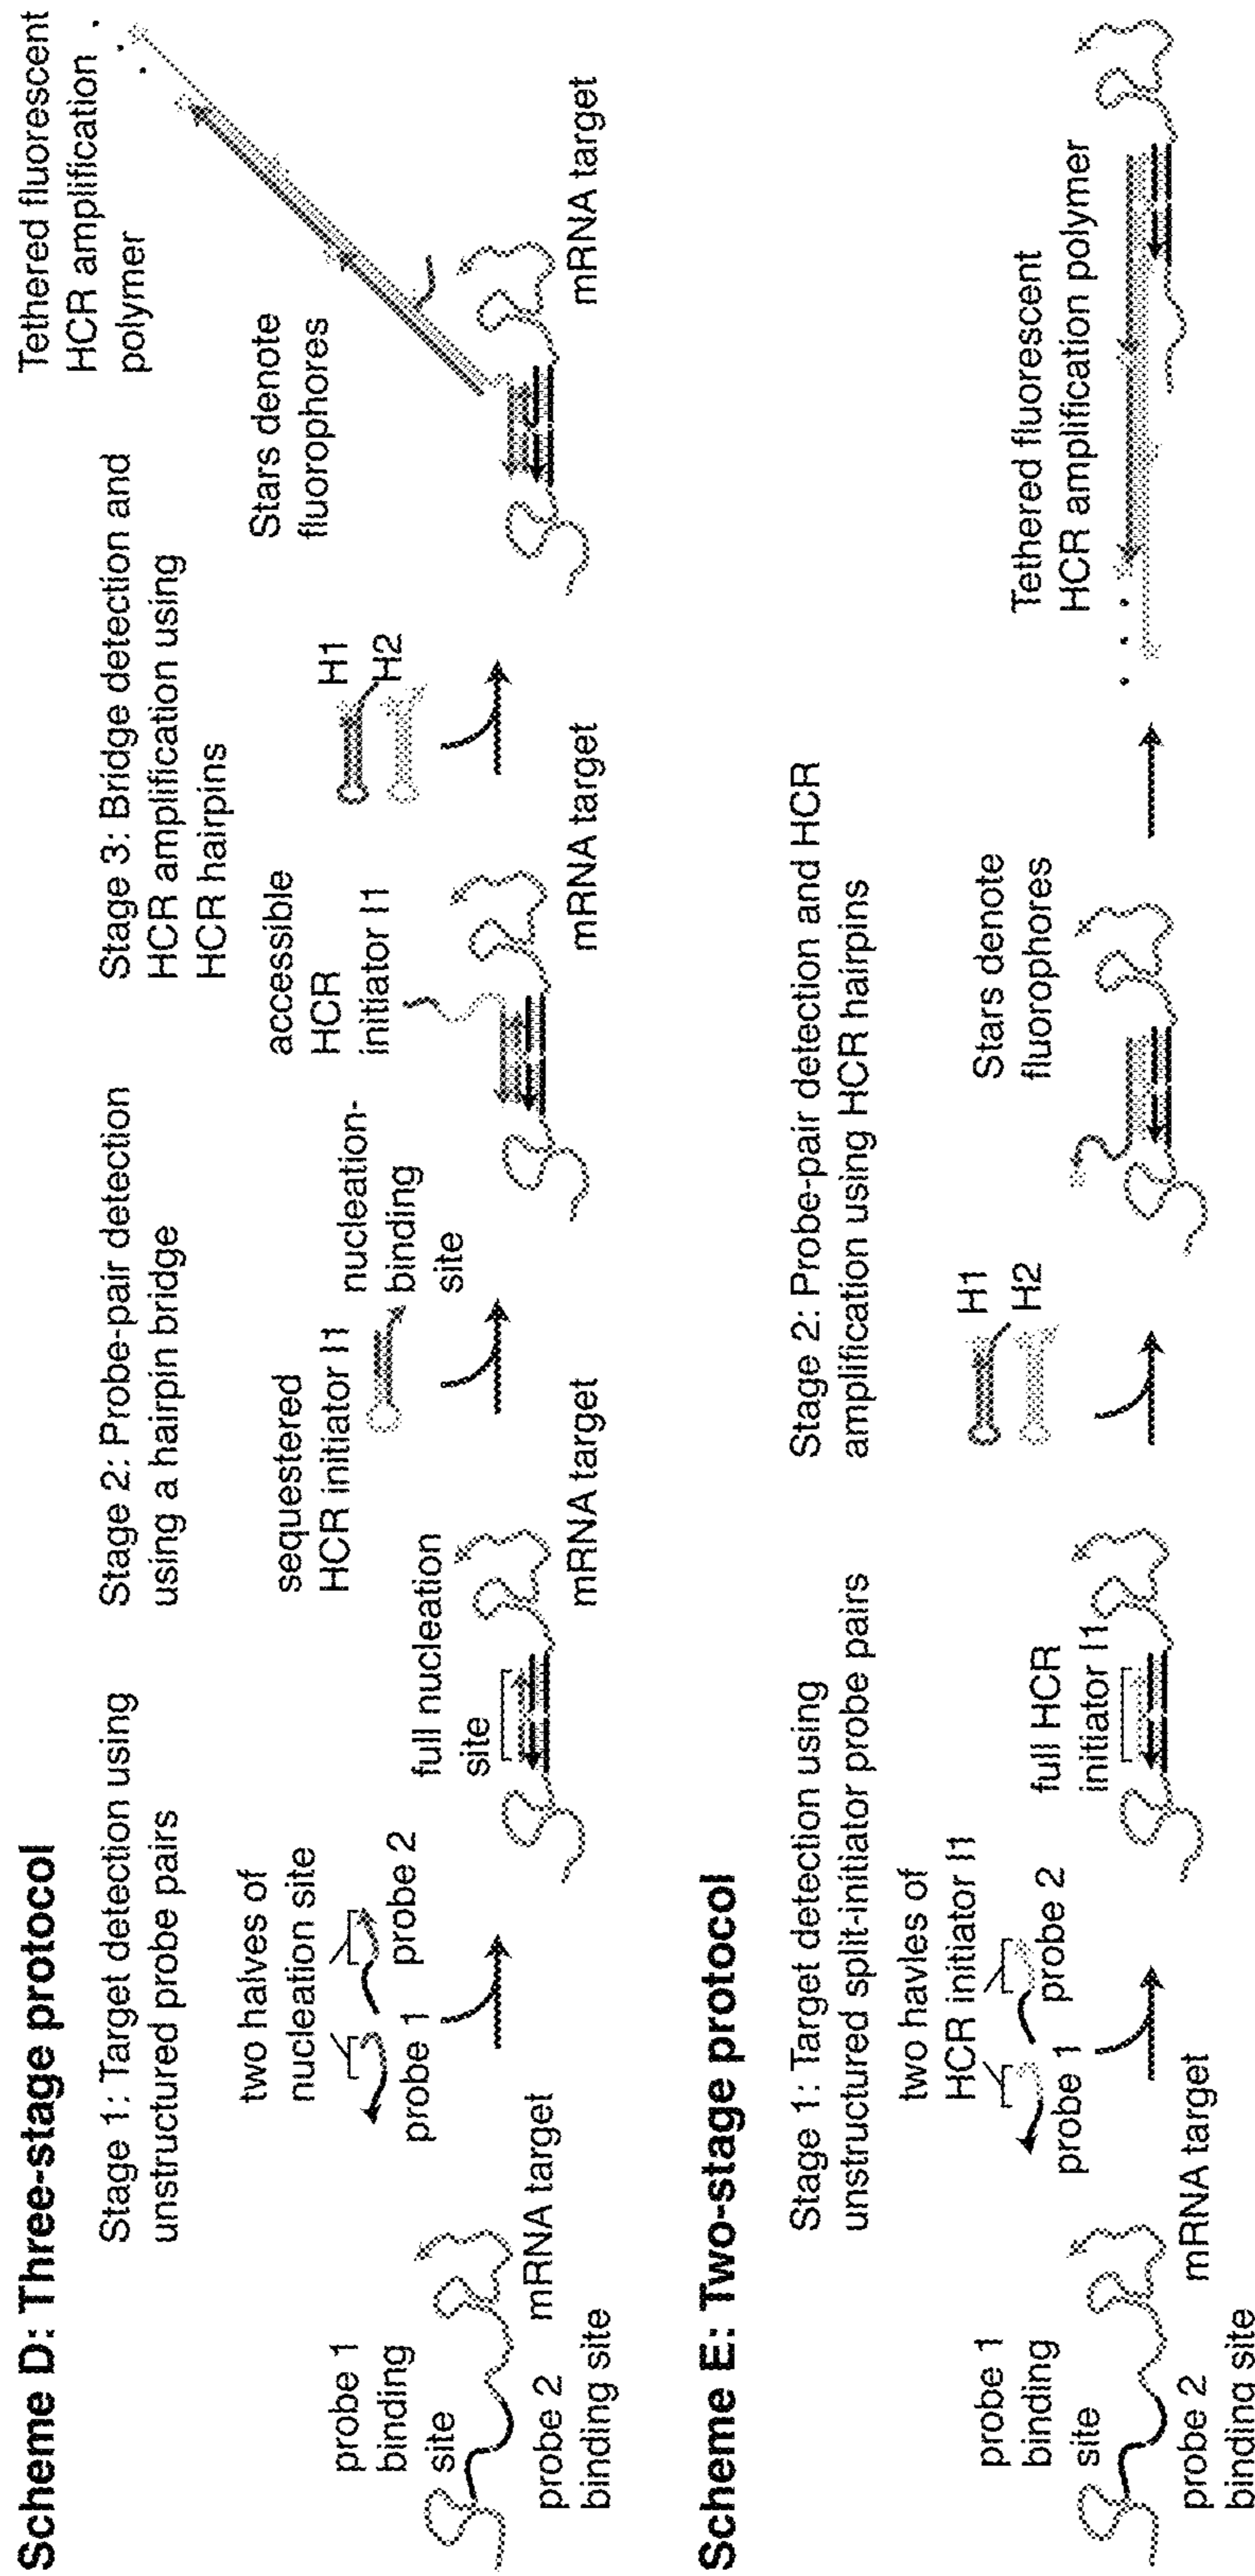 Scheme D: Three-stage protocol
Stage 1: Target detection using
unstructured probe pairs
Stage 2: Probe-pair detection
using a hairpin bridge
Stage 3: Bridge detection and
HCR amplification using
HCR hairpins
Tethered fluorescent
HCR amplification
polymer
probe 1
binding
site
probe 2
binding site
mRNA target
two halves of
nucleation site
probe 1
probe 2
full nucleation
site
mRNA target
sequestered
HCR initiator I1
nucleation-
binding
site
accessible
HCR
initiator I1
mRNA target
H1
H2
Stars denote
fluorophores
mRNA target
Scheme E: Two-stage protocol
Stage 1: Target detection using
unstructured split-initiator probe pairs
Stage 2: Probe-pair detection and HCR
amplification using HCR hairpins
probe 1
binding
site
probe 2
binding site
mRNA target
two havles of
HCR initiator I1
probe 1
probe 2
full HCR
initiator I1
H1
H2
Stars denote
fluorophores
Tethered fluorescent
HCR amplification polymer